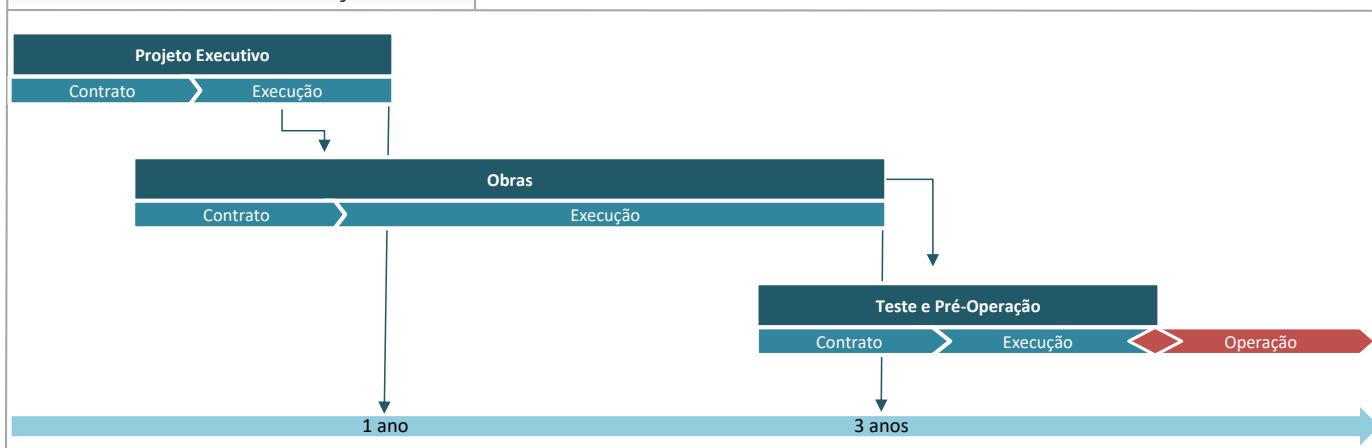 Projeto Executivo
Contrato
Execução
Obras
Contrato
Execução
Teste e Pré-Operação
Contrato
Execução
Operação
1 ano
3 anos